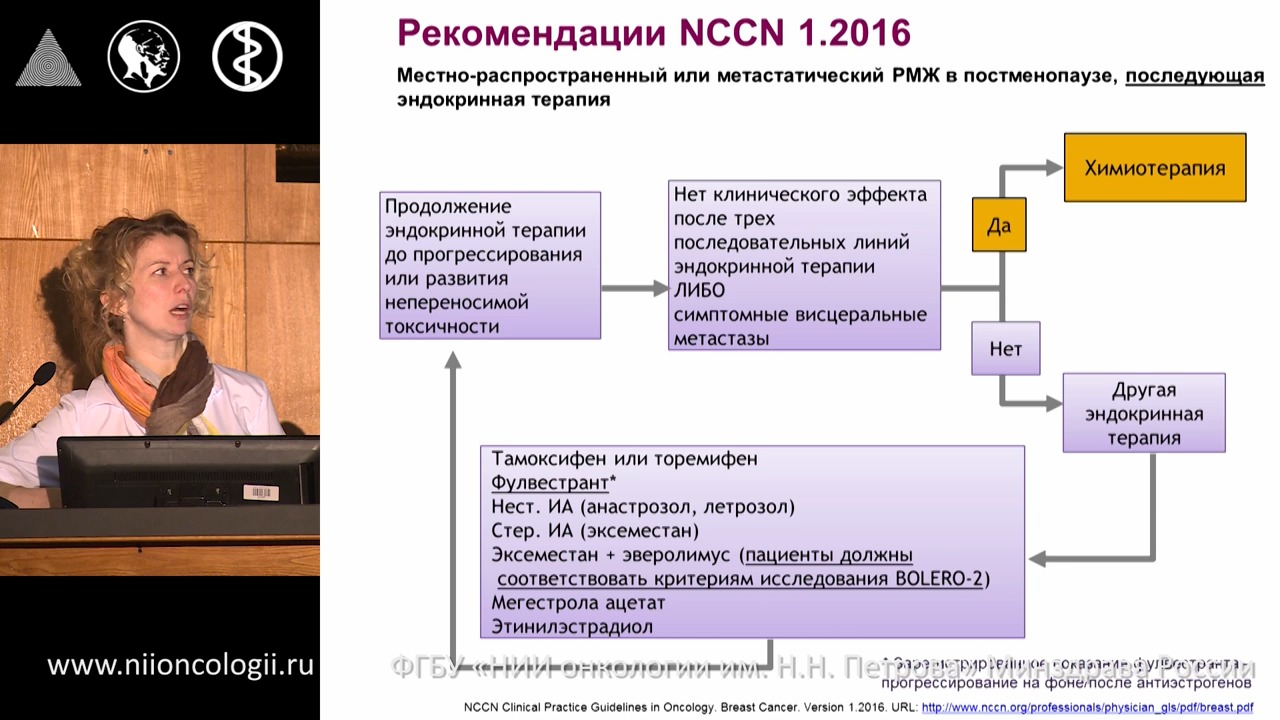 Рекомендации NCCN 1.2016
Местно-распространенный или метастатический РМЖ в постменопаузе, последующая
эндокринная терапия
Продолжение
эндокринной терапии
до прогрессирования
или развития
непереносимой
токсичности
Нет клинического эффекта
после трех
последовательных линий
эндокринной терапии
ЛИБО
симптомные висцеральные
метастазы
Да
Химиотерапия
Нет
Другая
эндокринная
терапия
Тамоксифен или торемифен
Фулвестрант*
Нест. ИА (анастрозол, летрозол)
Стер. ИА (эксеместан)
Эксеместан + эверолимус (пациенты должны
соответствовать критериям исследования BOLERO-2)
Мегестрола ацетат
Этинилэстрадиол
www.niioncologii.ru
ФГБУ «НИИ онкологии им. Н.Н. Петрова» Минздрава России
* Зарегистрированное показание фулвестранта -
прогрессирование на фоне/после антиэстрогенов
NCCN Clinical Practice Guidelines in Oncology. Breast Cancer. Version 1.2016. URL: http://www.nccn.org/professionals/physician_gls/pdf/breast.pdf